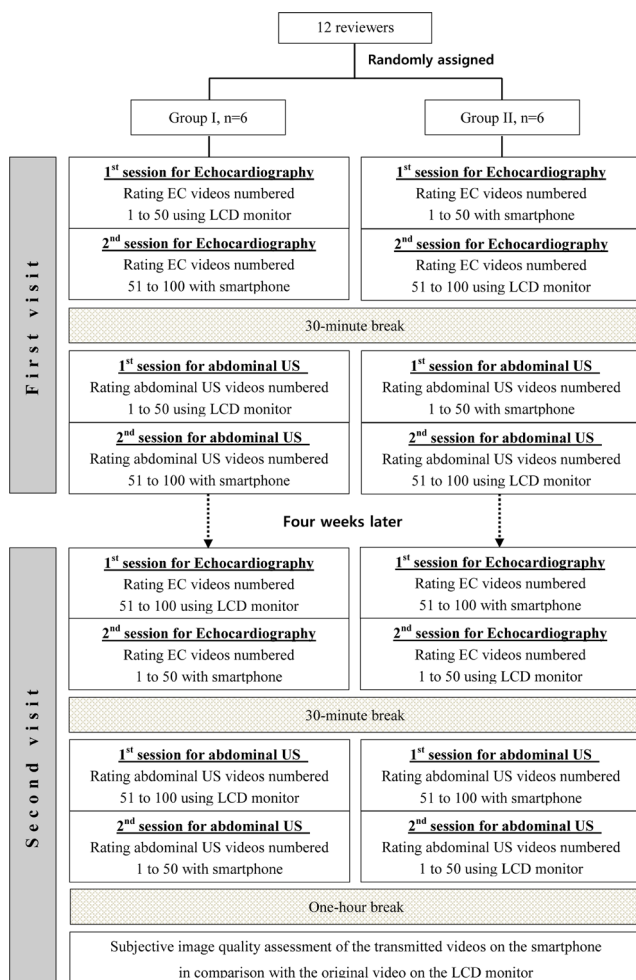 12 reviewers
Randomly assigned
Group I, n=6
Group II, n=6
First visit
1st session for Echocardiography
Rating EC videos numbered
1 to 50 using LCD monitor
1st session for Echocardiography
Rating EC videos numbered
1 to 50 with smartphone
2nd session for Echocardiography
Rating EC videos numbered
51 to 100 with smartphone
2nd session for Echocardiography
Rating EC videos numbered
51 to 100 using LCD monitor
30-minute break
1st session for abdominal US
Rating abdominal US videos numbered
1 to 50 using LCD monitor
1st session for abdominal US
Rating abdominal US videos numbered
1 to 50 with smartphone
2nd session for abdominal US
Rating abdominal US videos numbered
51 to 100 with smartphone
2nd session for abdominal US
Rating abdominal US videos numbered
51 to 100 using LCD monitor
Four weeks later
Second visit
1st session for Echocardiography
Rating EC videos numbered
51 to 100 using LCD monitor
1st session for Echocardiography
Rating EC videos numbered
51 to 100 with smartphone
2nd session for Echocardiography
Rating EC videos numbered
1 to 50 with smartphone
2nd session for Echocardiography
Rating EC videos numbered
1 to 50 using LCD monitor
30-minute break
1st session for abdominal US
Rating abdominal US videos numbered
51 to 100 using LCD monitor
1st session for abdominal US
Rating abdominal US videos numbered
51 to 100 with smartphone
2nd session for abdominal US
Rating abdominal US videos numbered
1 to 50 with smartphone
2nd session for abdominal US
Rating abdominal US videos numbered
1 to 50 using LCD monitor
One-hour break
Subjective image quality assessment of the transmitted videos on the smartphone
in comparison with the original video on the LCD monitor